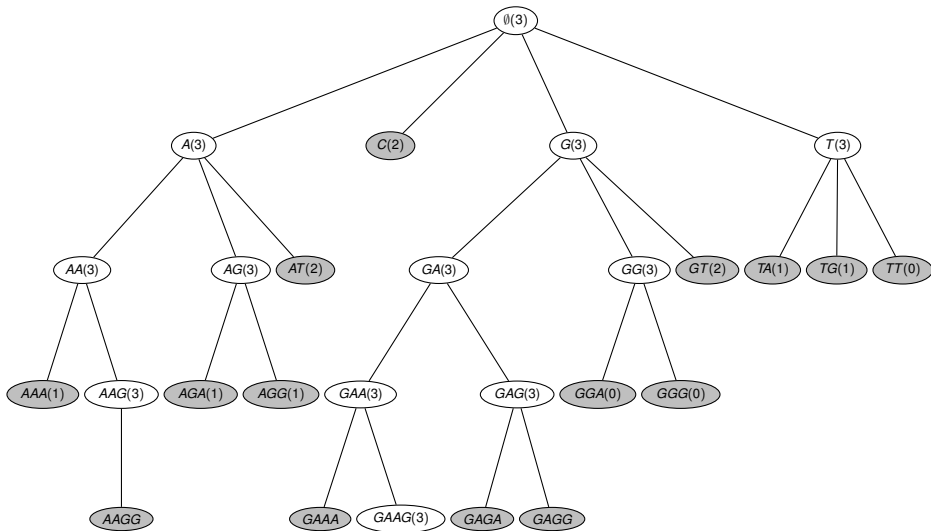 ∅(3)
A(3) C(2) G(3) T(3)
AA(3) AG(3) AT(2) GA(3) GG(3) GT(2) TA(1) TG(1) TT(0)
AAA(1) AAG(3) AGA(1) AGG(1) GAA(3) GAG(3) GGA(0) GGG(0)
AAGG GAAA GAAG(3) GAGA GAGG